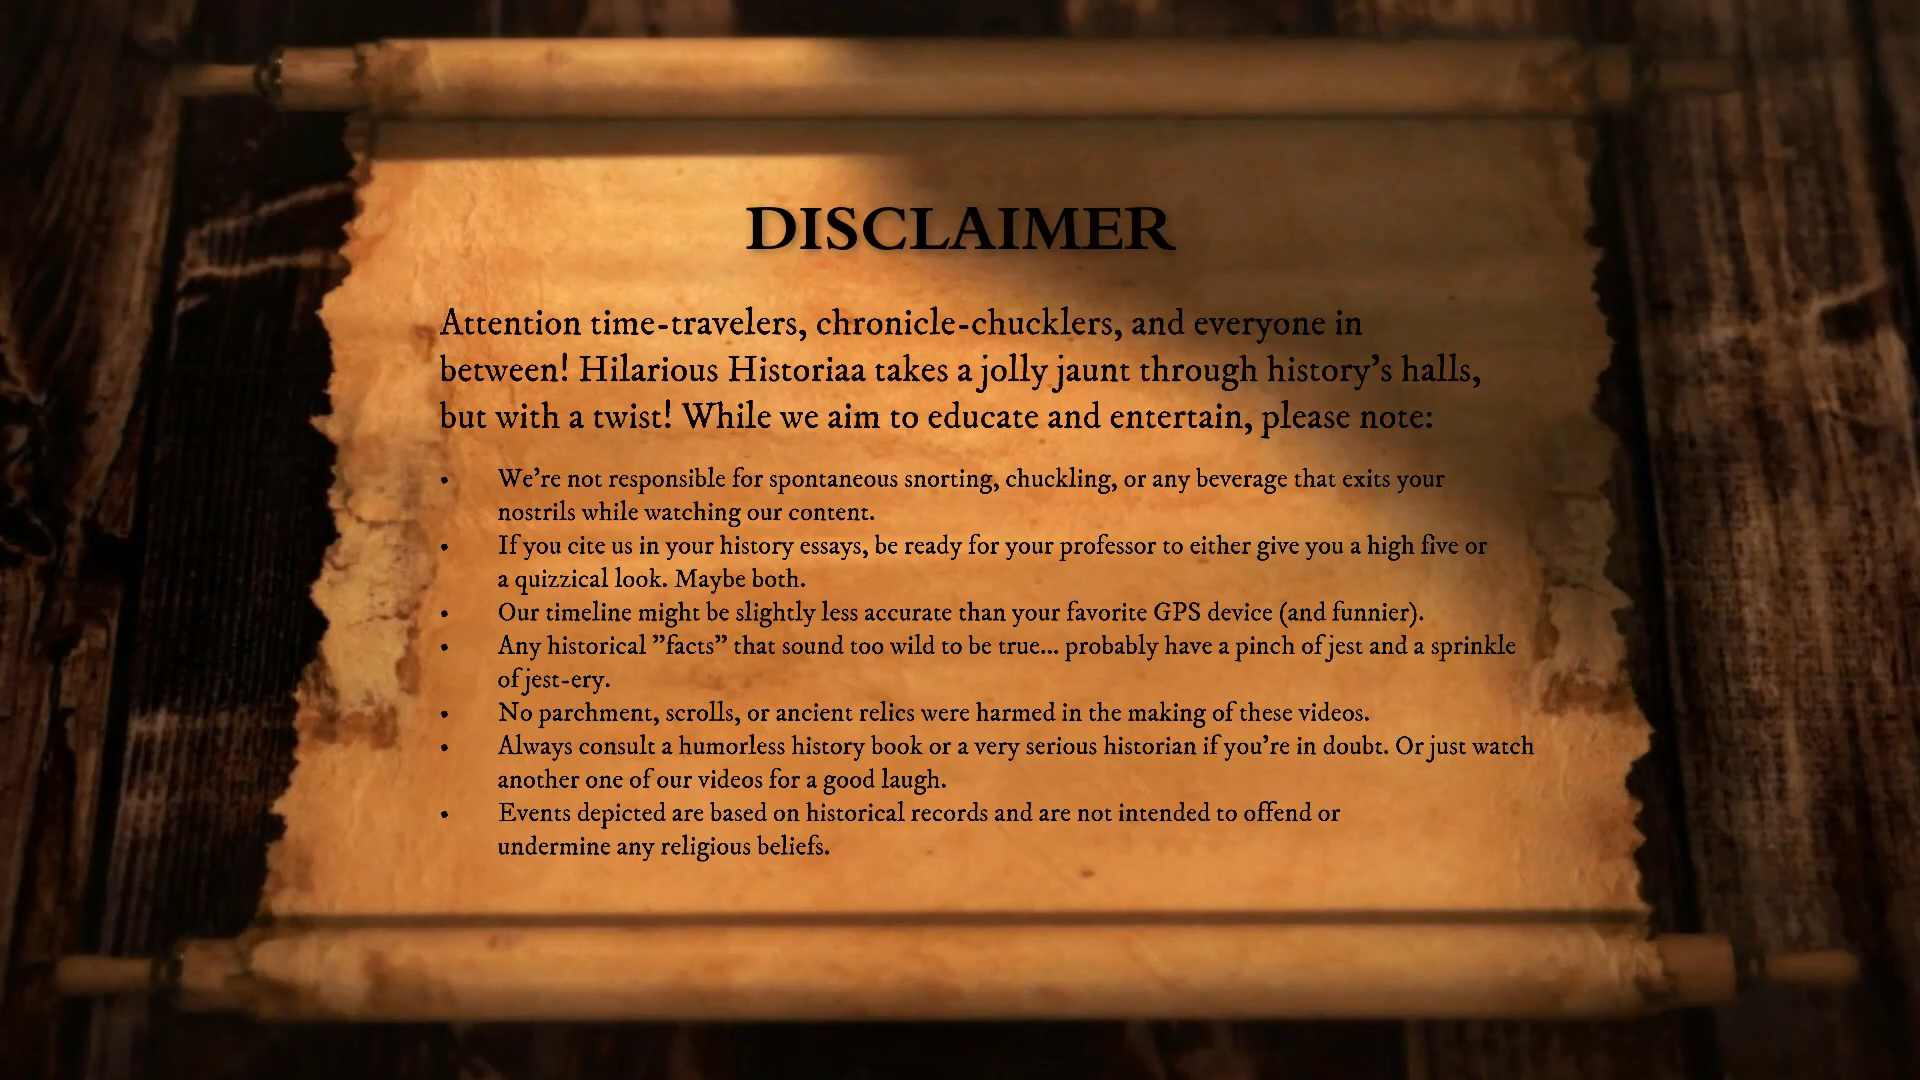 DISCLAIMER
Attention time-travelers, chronicle-chucklers, and everyone in
between! Hilarious Historiaa takes a jolly jaunt through history's halls,
but with a twist! While we aim to educate and entertain, please note:
• We're not responsible for spontaneous snorting, chuckling, or any beverage that exits your
nostrils while watching our content.
• If you cite us in your history essays, be ready for your professor to either give you a high five or
a quizzical look. Maybe both.
• Our timeline might be slightly less accurate than your favorite GPS device (and funnier).
• Any historical ”facts” that sound too wild to be true... probably have a pinch of jest and a sprinkle
of jest-ery.
• No parchment, scrolls, or ancient relics were harmed in the making of these videos.
• Always consult a humorless history book or a very serious historian if you're in doubt. Or just watch
another one of our videos for a good laugh.
• Events depicted are based on historical records and are not intended to offend or
undermine any religious beliefs.